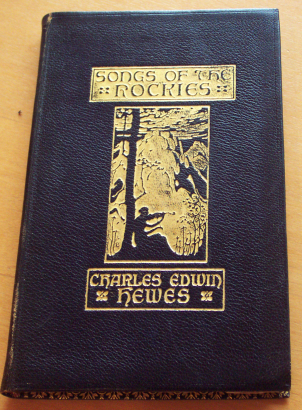 SONGS OF THE
ROCKIES
CHARLES EDWIN
HEWES